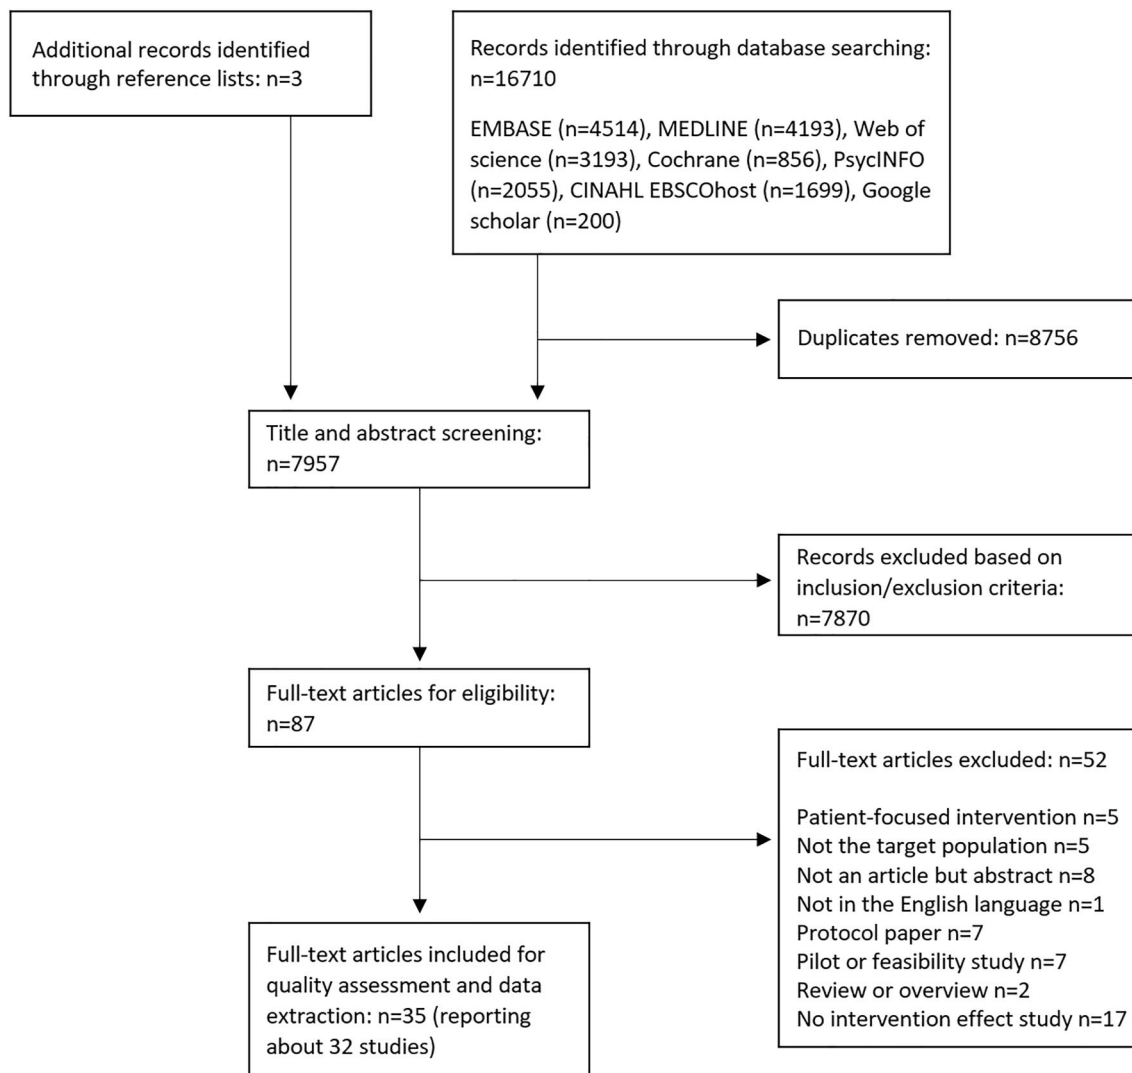 Additional records identified
through reference lists: n=3
Records identified through database searching:
n=16710
EMBASE (n=4514), MEDLINE (n=4193), Web of
science (n=3193), Cochrane (n=856), PsycINFO
(n=2055), CINAHL EBSCOhost (n=1699), Google
scholar (n=200)
Duplicates removed: n=8756
Title and abstract screening:
n=7957
Records excluded based on
inclusion/exclusion criteria:
n=7870
Full-text articles for eligibility:
n=87
Full-text articles excluded: n=52
Patient-focused intervention n=5
Not the target population n=5
Not an article but abstract n=8
Not in the English language n=1
Protocol paper n=7
Pilot or feasibility study n=7
Review or overview n=2
No intervention effect study n=17
Full-text articles included for
quality assessment and data
extraction: n=35 (reporting
about 32 studies)